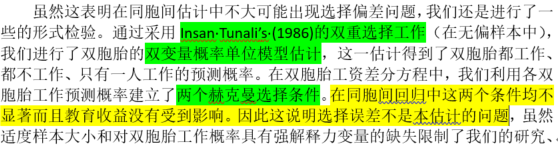 虽然这表明在同胞间估计中不大可能出现选择偏差问题，我们还是进行了一
些的形式检验。通过采用 Insan·Tunali’s·(1986)的双重选择工作（在无偏样本中），
我们进行了双胞胎的双变量概率单位模型估计，这一估计得到了双胞胎都工作、
都不工作、只有一人工作的预测概率。在双胞胎工资差分方程中，我们利用各双
胞胎工作预测概率建立了两个赫克曼选择条件。在同胞间回归中这两个条件均不
显著而且教育收益没有受到影响。因此这说明选择误差不是本估计的问题，虽然
适度样本大小和对双胞胎工作概率具有强解释力变量的缺失限制了我们的研究、